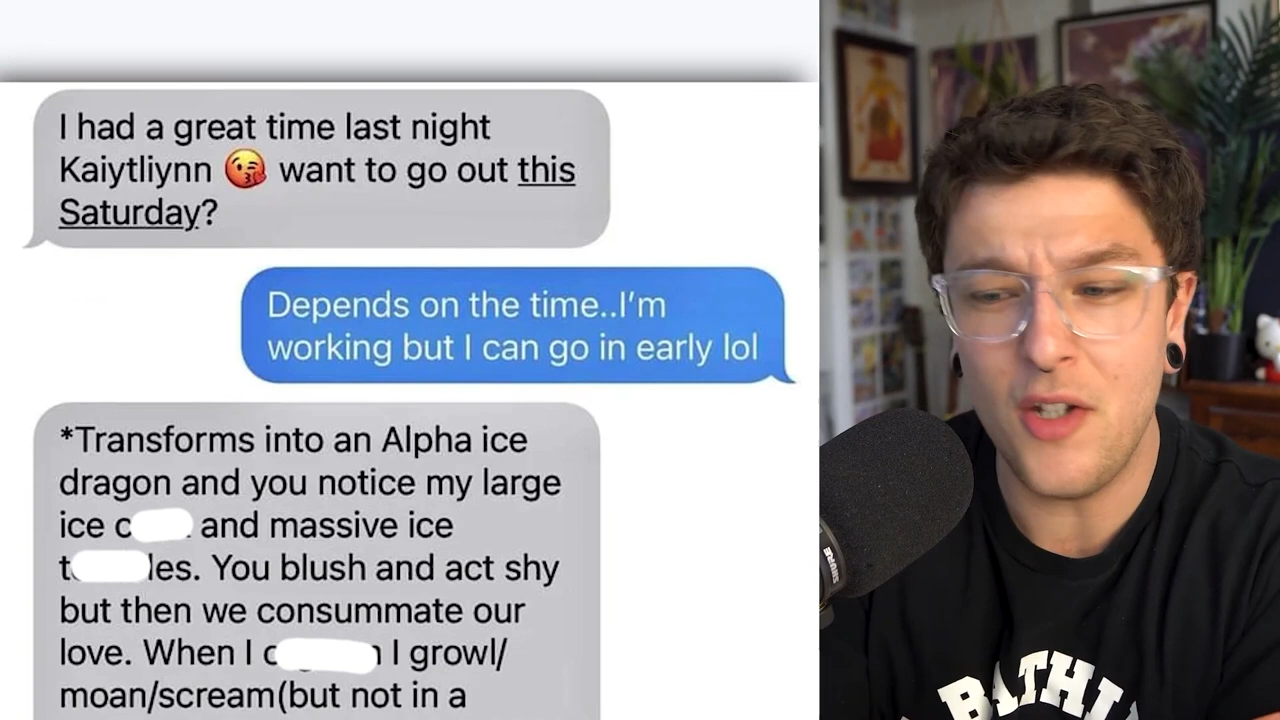 I had a great time last night
Kaiytliynn 😘 want to go out this
Saturday?
Depends on the time..I'm
working but I can go in early lol
*Transforms into an Alpha ice
dragon and you notice my large
ice c and massive ice
t les. You blush and act shy
but then we consummate our
love. When I I growl/
moan/scream(but not in a
SHURE